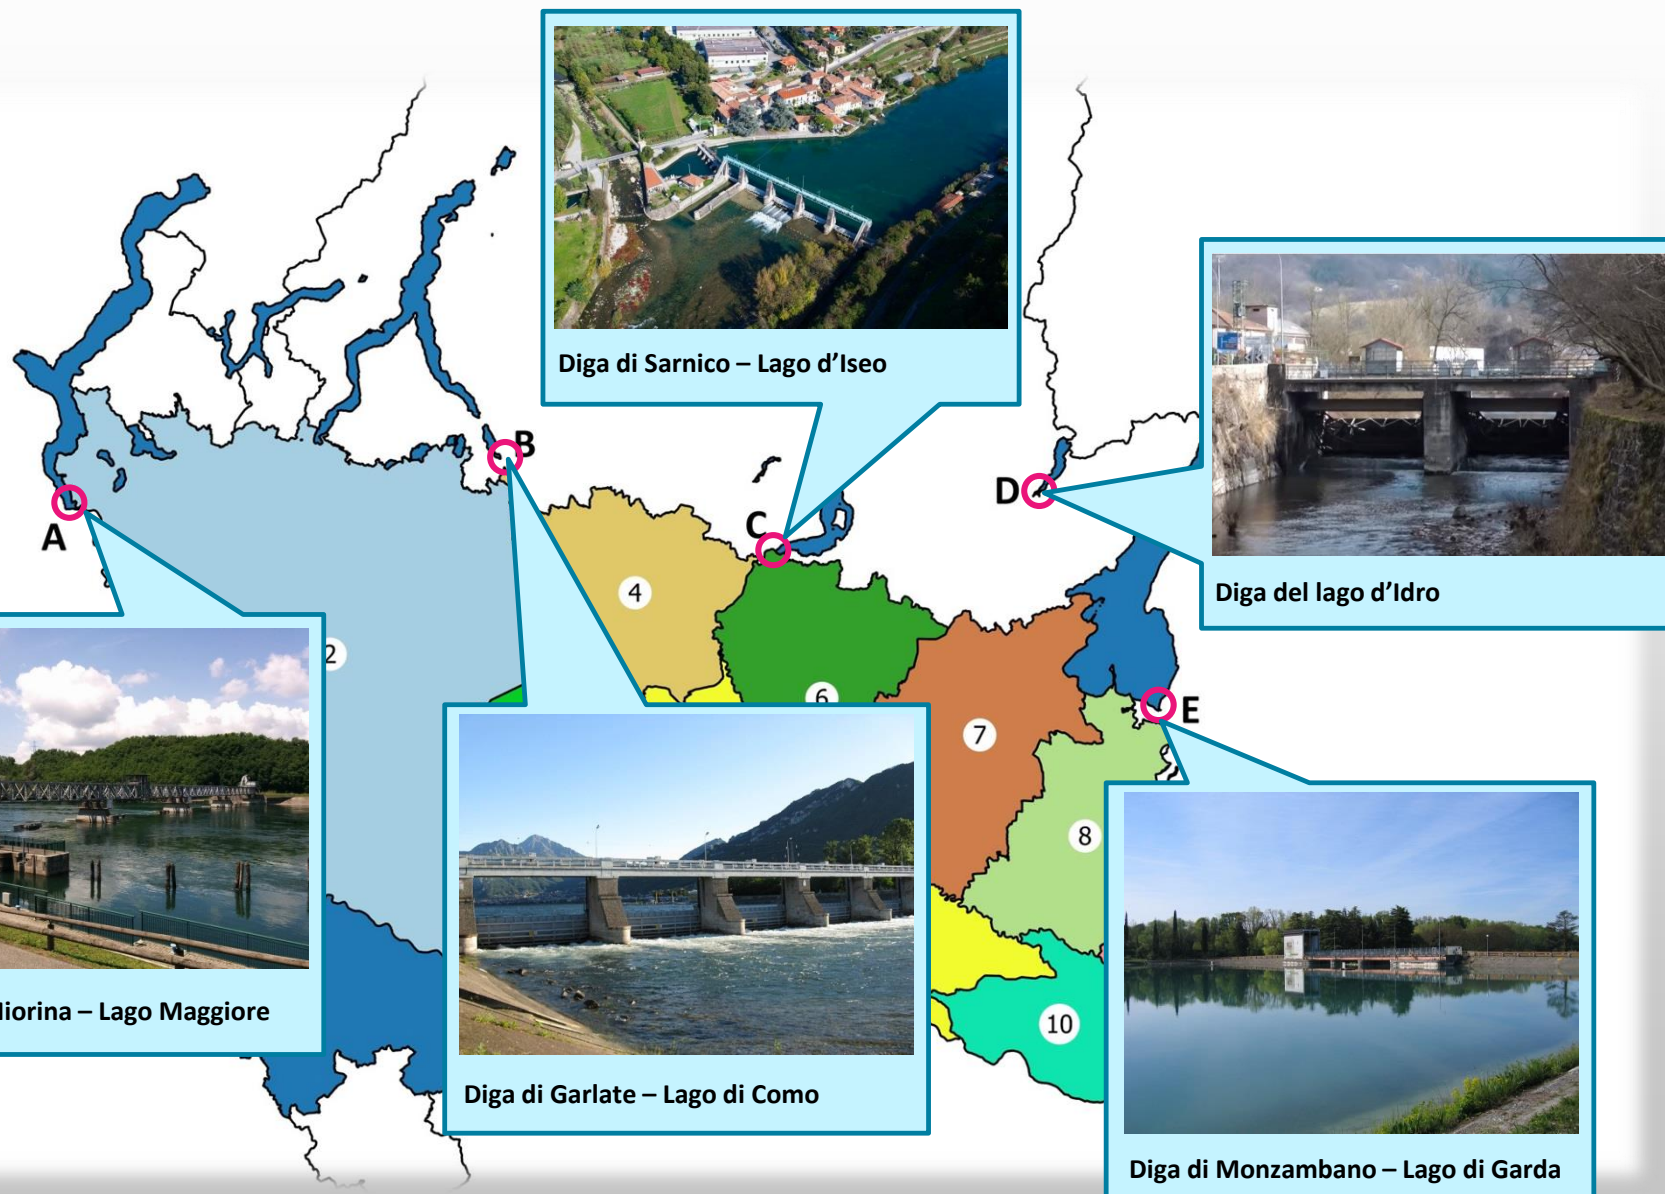 Diga di Sarnico – Lago d’Iseo
B
D
C
A
Diga del lago d’Idro
4
2
6
E
7
8
– Lago Maggiore
10
Diga di Garlate – Lago di Como
Diga di Monzambano – Lago di Garda